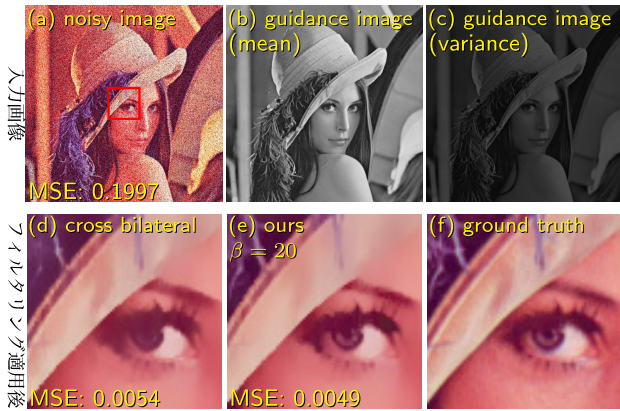 入力画像
(a) noisy image
MSE: 0.1997
(b) guidance image
(mean)
(c) guidance image
(variance)
フィルタリング適用後
(d) cross bilateral
MSE: 0.0054
(e) ours
β = 20
MSE: 0.0049
(f) ground truth